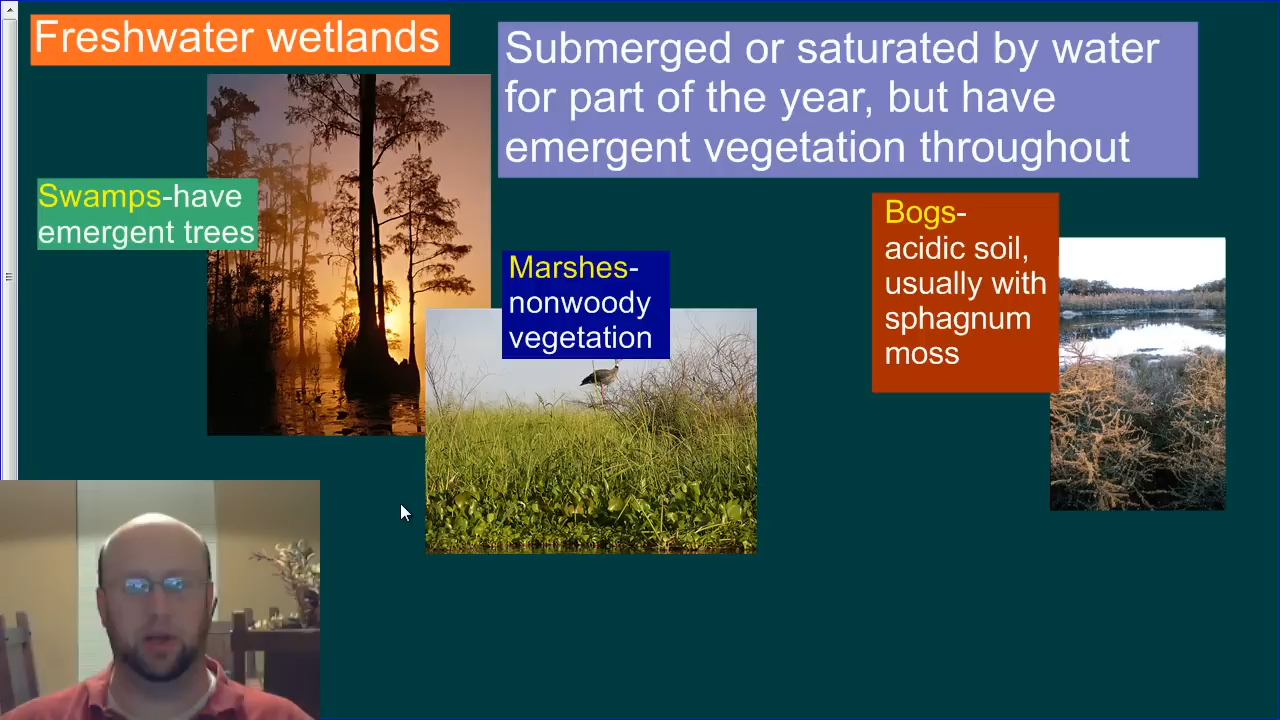 Freshwater wetlands
Submerged or saturated by water
for part of the year, but have
emergent vegetation throughout
Swamps-have
emergent trees
Marshes-
nonwoody
vegetation
Bogs-
acidic soil,
usually with
sphagnum
moss